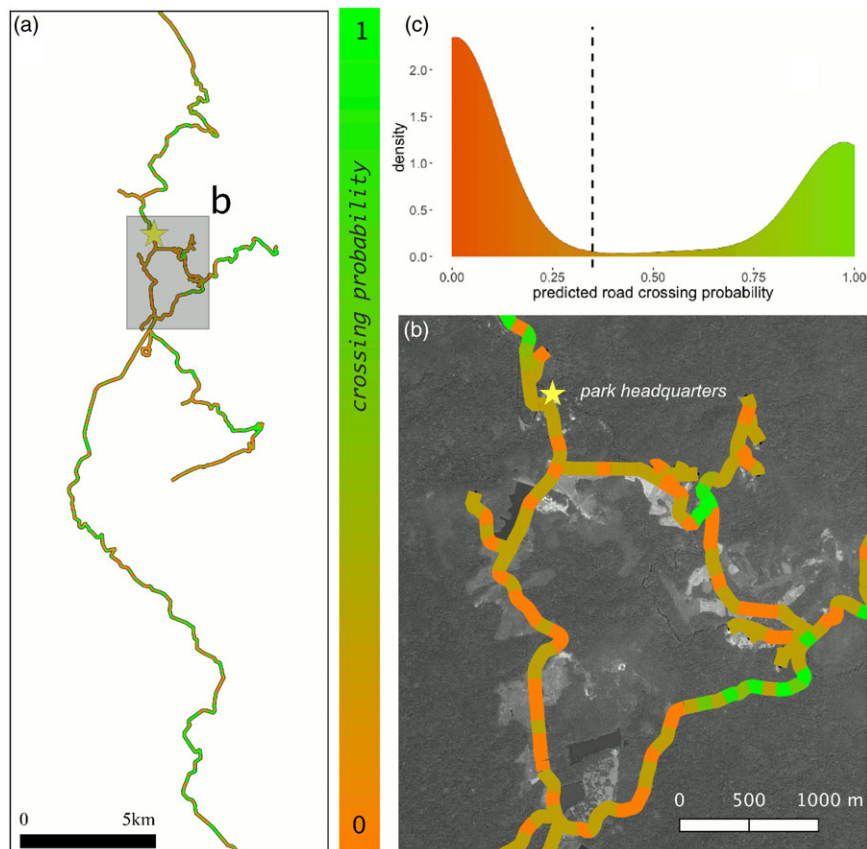 (a)
b
0
5km
1
crossing probability
0
(c)
density
2.0
1.5
1.0
0.5
0.0
0.00 0.25 0.50 0.75 1.00
predicted road crossing probability
(b)
park headquarters
0 500 1000 m